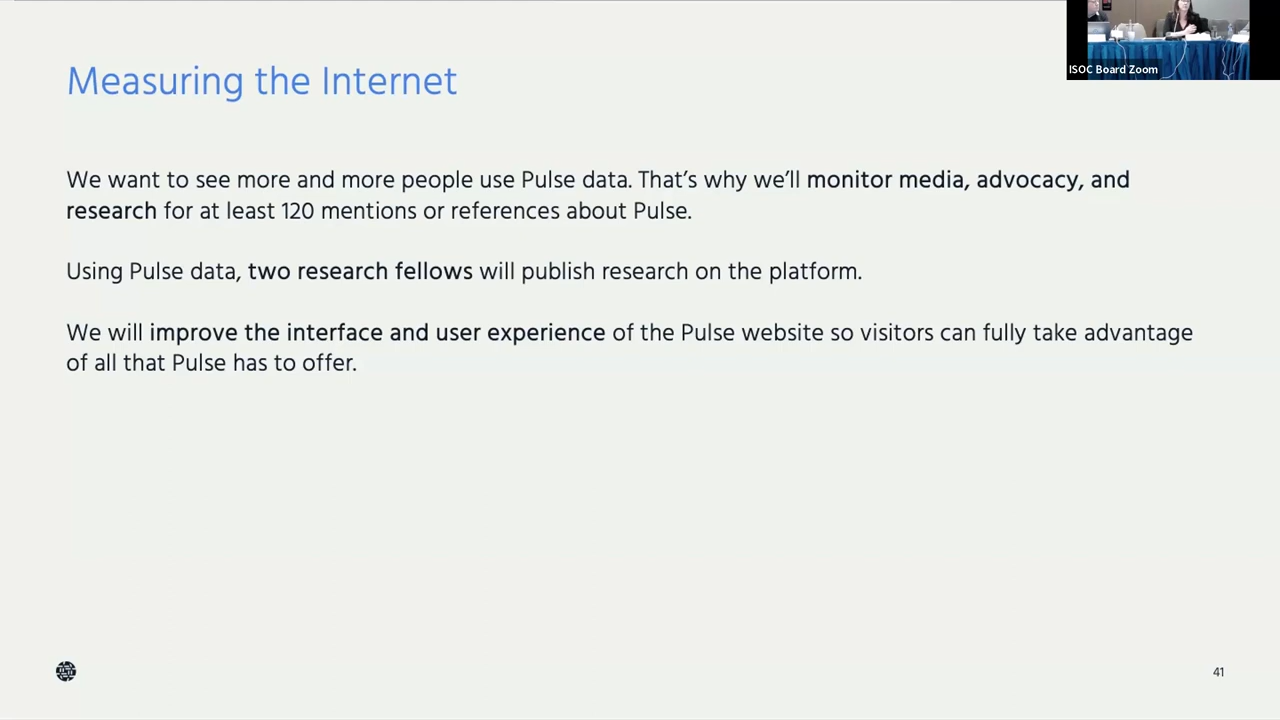 ISOC Board Zoom
Measuring the Internet
We want to see more and more people use Pulse data. That’s why we’ll monitor media, advocacy, and
research for at least 120 mentions or references about Pulse.
Using Pulse data, two research fellows will publish research on the platform.
We will improve the interface and user experience of the Pulse website so visitors can fully take advantage
of all that Pulse has to offer.
41